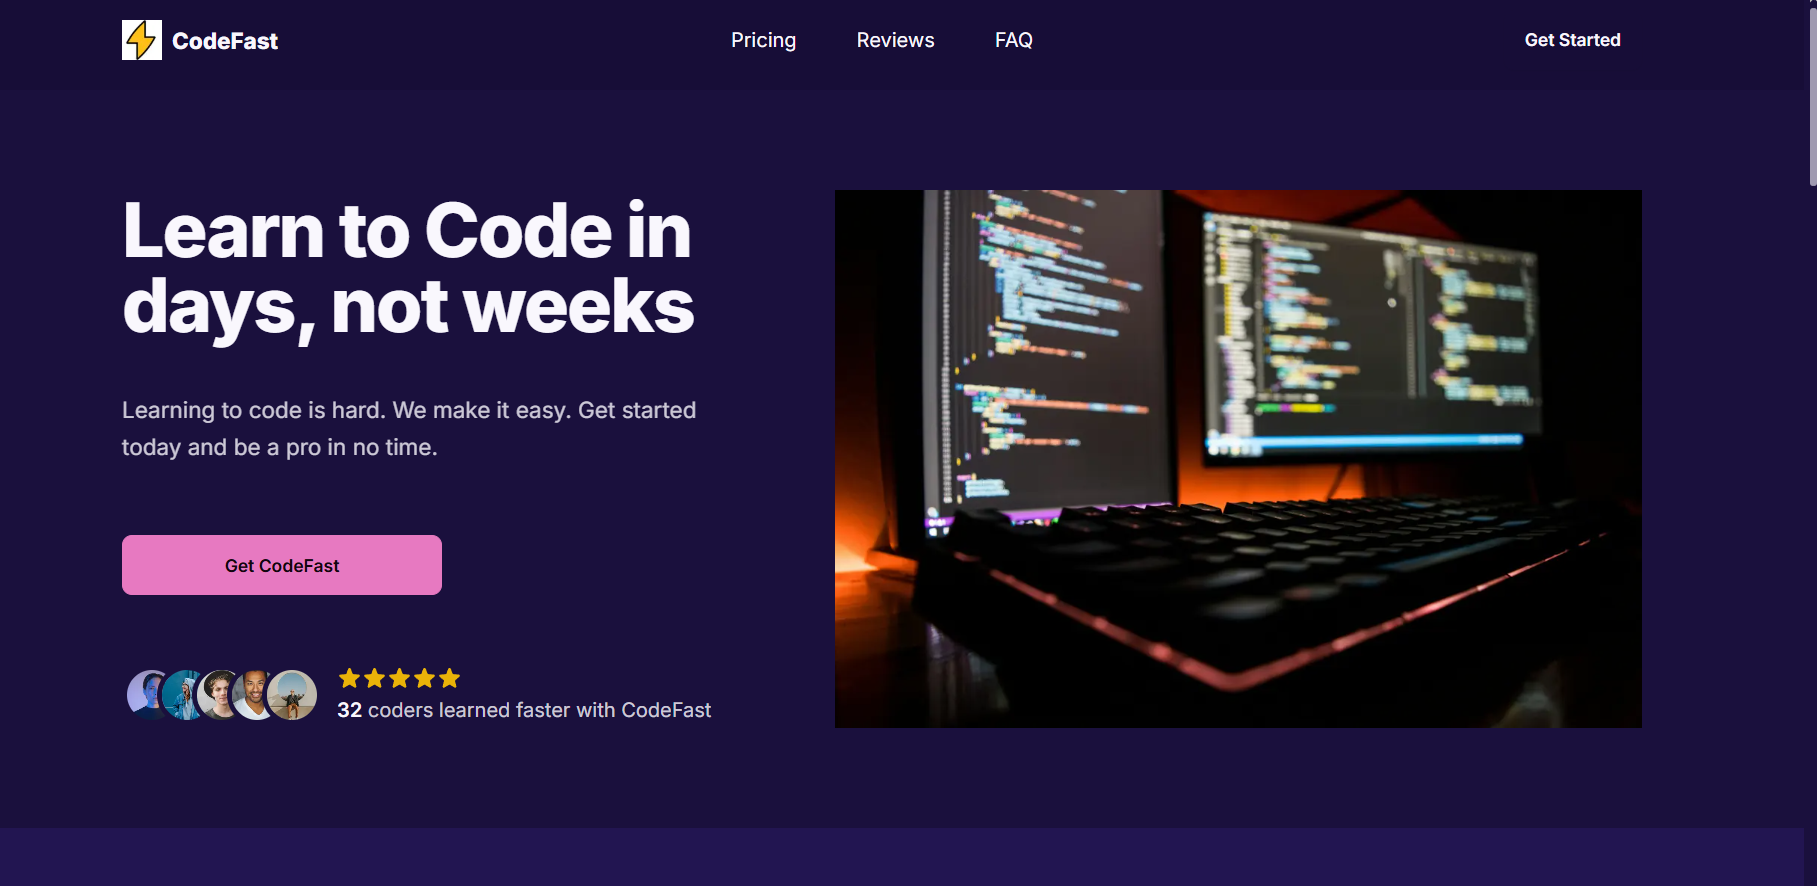 CodeFast
Pricing
Reviews
FAQ
Get Started
Learn to Code in
days, not weeks
Learning to code is hard. We make it easy. Get started
today and be a pro in no time.
Get CodeFast
32 coders learned faster with CodeFast